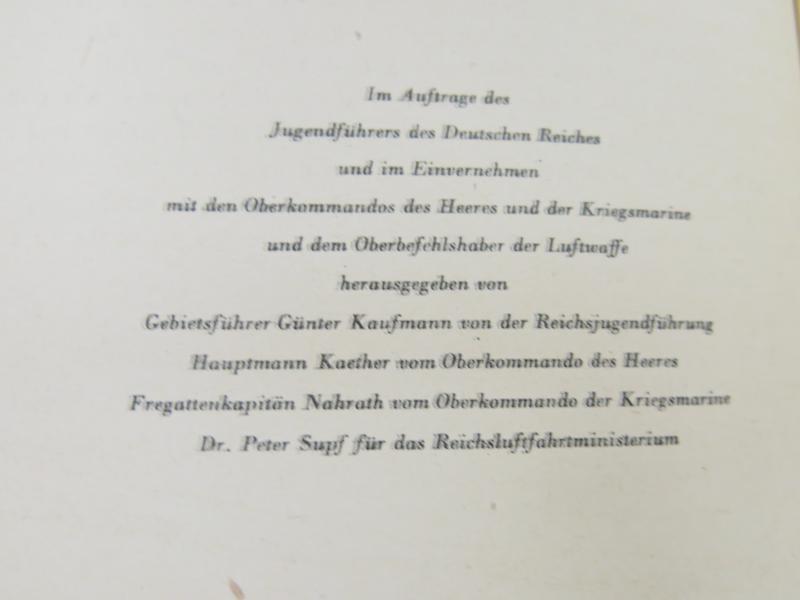 Im Auftrage des
Jugendführers des Deutschen Reiches
und im Einvernehmen
mit den Oberkommandos des Heeres und der Kriegsmarine
und dem Oberbefehlshaber der Luftwaffe
herausgegeben von
Gebietsführer Günter Kaufmann von der Reichsjugendführung
Hauptmann Kaether vom Oberkommando des Heeres
Fregattenkapitän Nahrath vom Oberkommando der Kriegsmarine
Dr. Peter Supf für das Reichsluftfahrtministerium